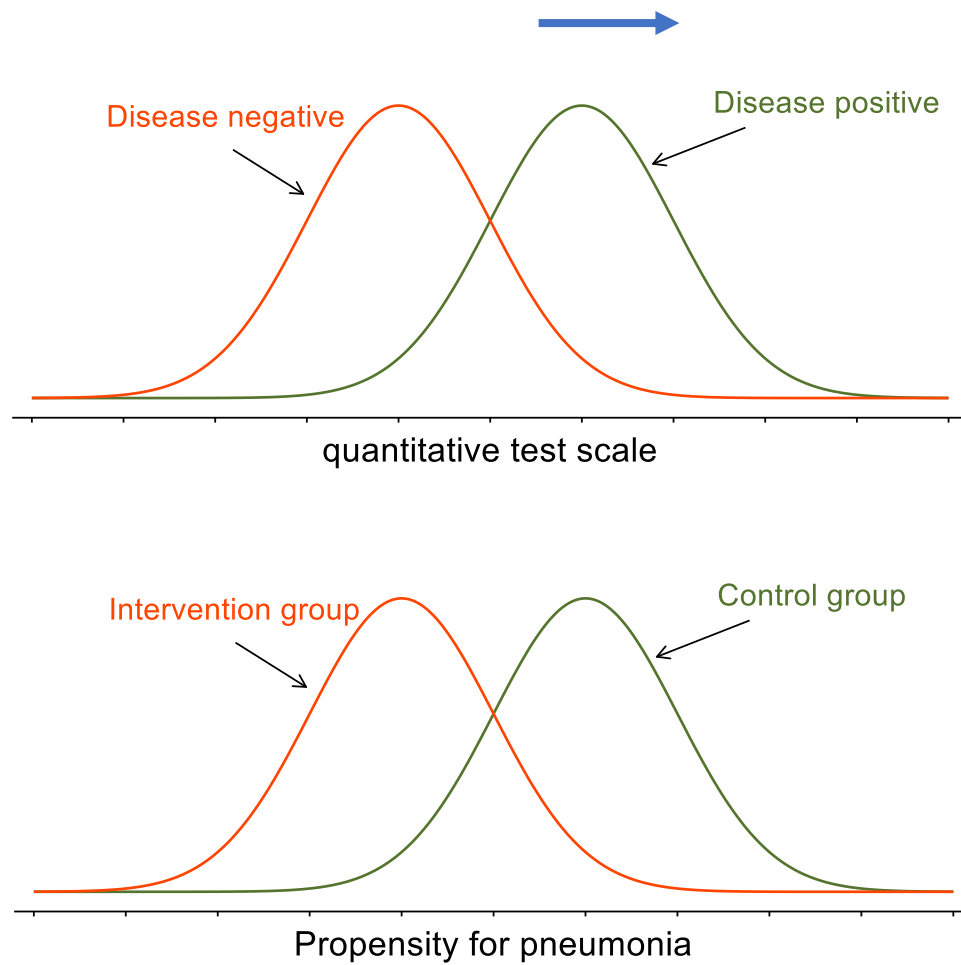 Disease negative
Disease positive
quantitative test scale
Intervention group
Control group
Propensity for pneumonia